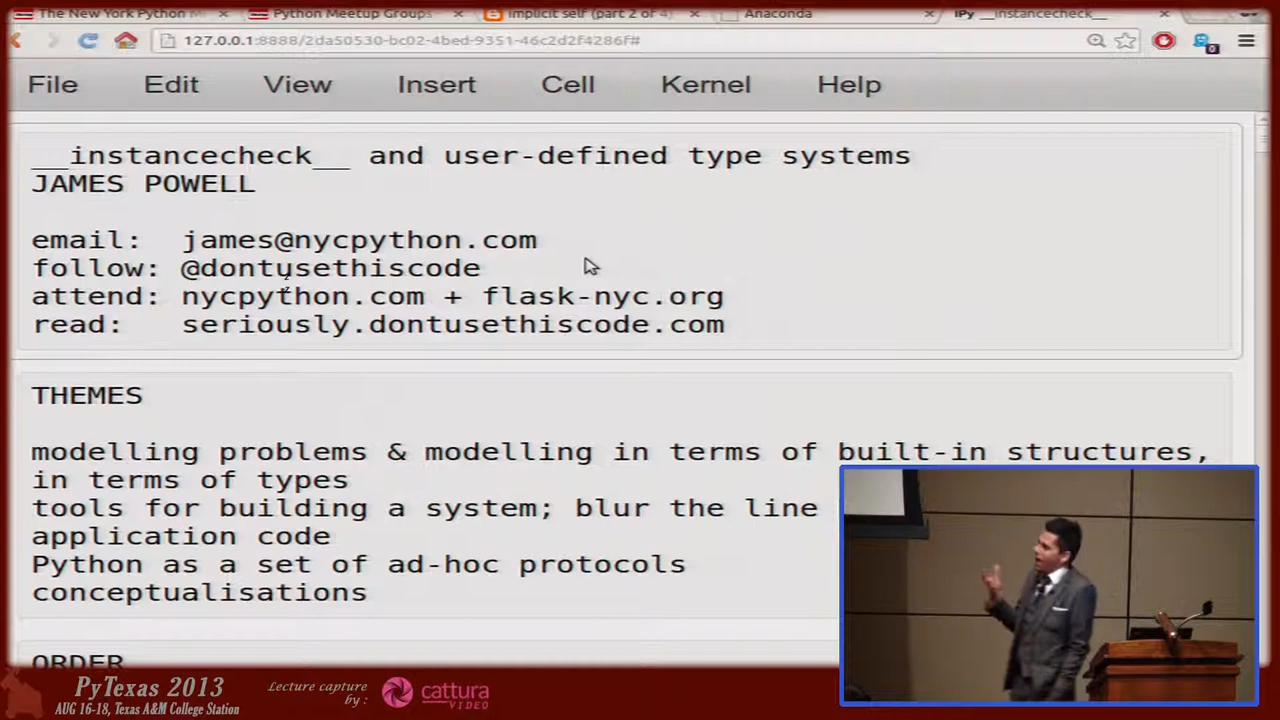 The New York Python M
Python Meetup Groups
Implicit self (part 2 of 4)
Anaconda
IPy __instancecheck__
127.0.0.1:8888/2da50530-bc02-4bed-9351-46c2d2f4286f#
0
File Edit View Insert Cell Kernel Help
__instancecheck__ and user-defined type systems
JAMES POWELL
email: james@nycpython.com
follow: @dontusethiscode
attend: nycpython.com + flask-nyc.org
read: seriously.dontusethiscode.com
THEMES
modelling problems & modelling in terms of built-in structures,
in terms of types
tools for building a system; blur the line
application code
Python as a set of ad-hoc protocols
conceptualisations
ORDER
PyTexas 2013
AUG 16-18, Texas A&M College Station
Lecture capture
by :
cattura
VIDEO